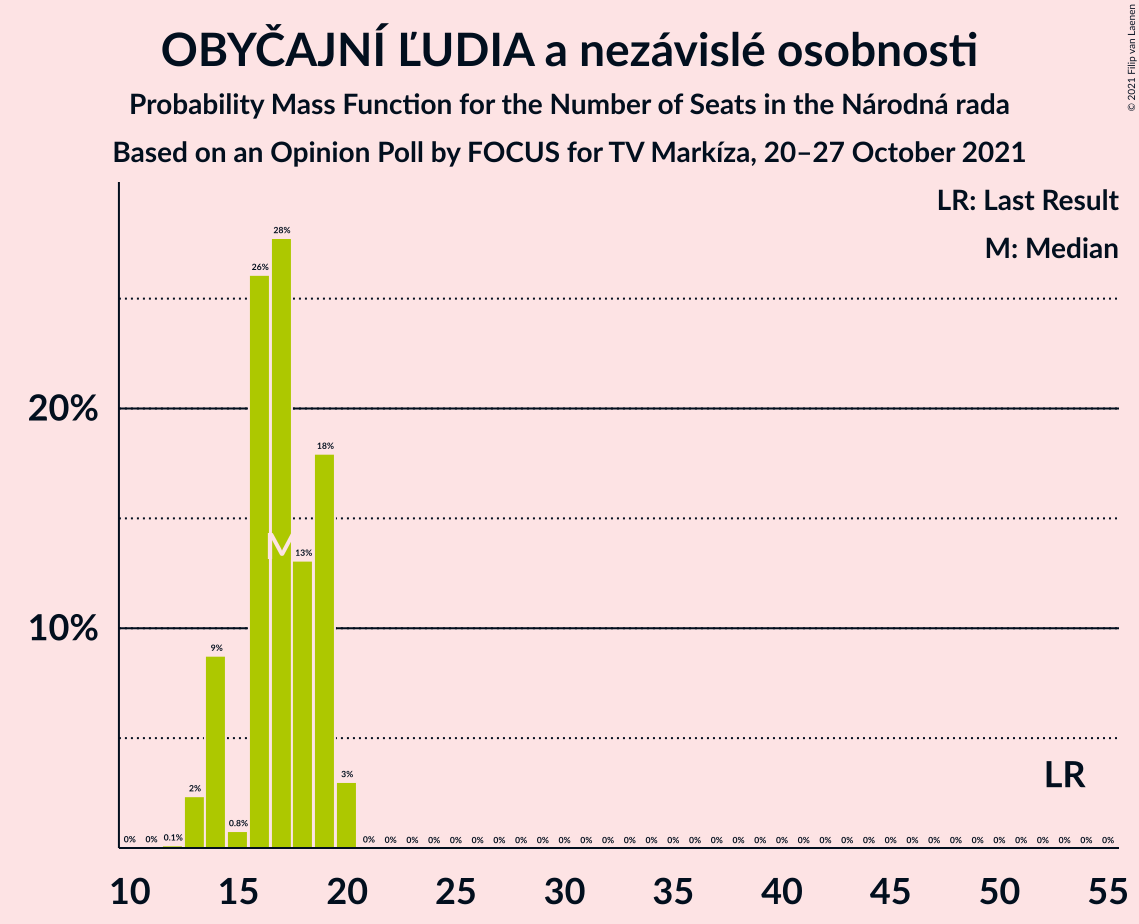 OBYČAJNÍ ĽUDIA a nezávislé osobnosti
Probability Mass Function for the Number of Seats in the Národná rada
Based on an Opinion Poll by FOCUS for TV Markíza, 20–27 October 2021
© 2021 Filip van Laenen
LR: Last Result
M: Median
20%
10%
0% 0% 0.1% 2% 9% 0.8% 26% 28% 13% 18% 3% 0% 0% 0% 0% 0% 0% 0% 0% 0% 0% 0% 0% 0% 0% 0% 0% 0% 0% 0% 0% 0% 0% 0% 0% 0% 0% 0% 0% 0% 0% 0% 0% 0% 0% 0%
M
LR
10 15 20 25 30 35 40 45 50 55